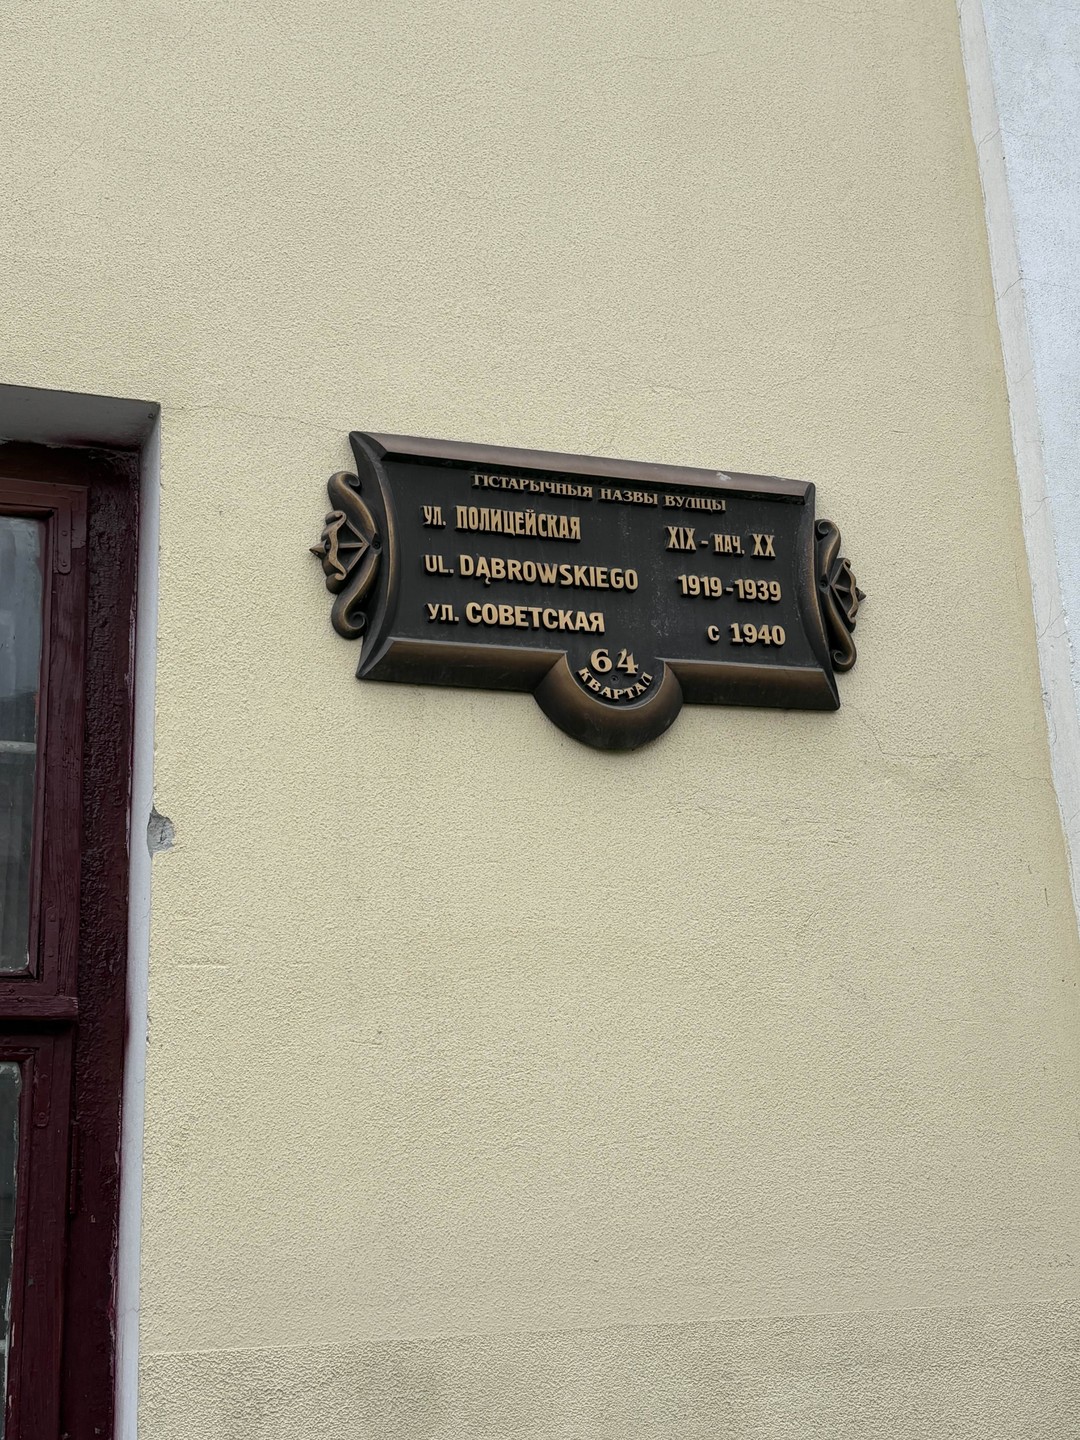 ГІСТАРЫЧНЫЯ НАЗВЫ ВУЛІЦЫ
УЛ. ПОЛИЦЕЙСКАЯ XIX - НАЧ. XX
UL. DĄBROWSKIEGO 1919-1939
УЛ. СОВЕТСКАЯ С 1940
64
КВАРТАЛ